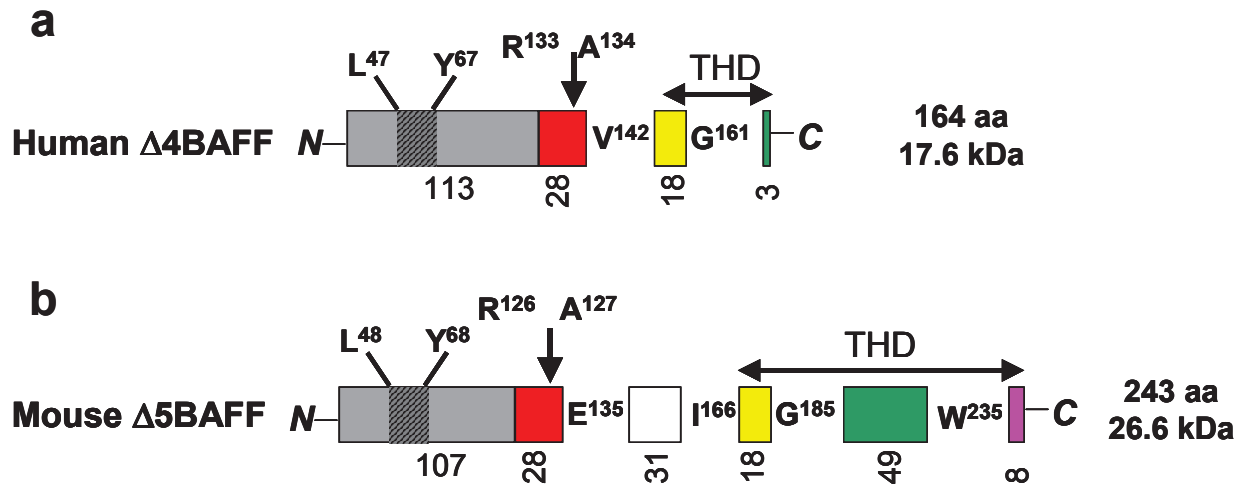 a
R¹³³ A¹³⁴
L⁴⁷ Y⁶⁷ THD
Human Δ4BAFF N V¹⁴² G¹⁶¹ C 164 aa
17.6 kDa
113 28 18 3
b
R¹²⁶ A¹²⁷
L⁴⁸ Y⁶⁸ THD
Mouse Δ5BAFF N E¹³⁵ I¹⁶⁶ G¹⁸⁵ W²³⁵ C 243 aa
26.6 kDa
107 28 31 18 49 8